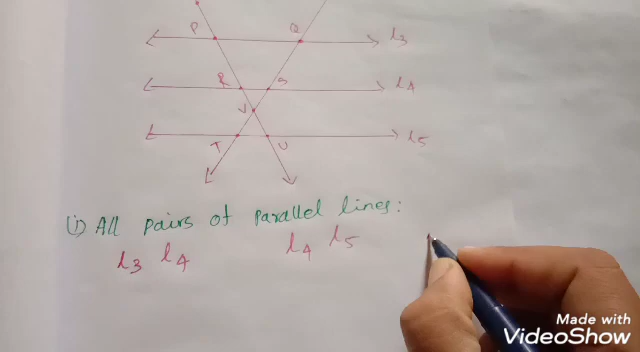 P Q l3
R S l4
V
T U l5
(i) All pairs of parallel lines:
l3 l4 l4 l5
Made with
VideoShow